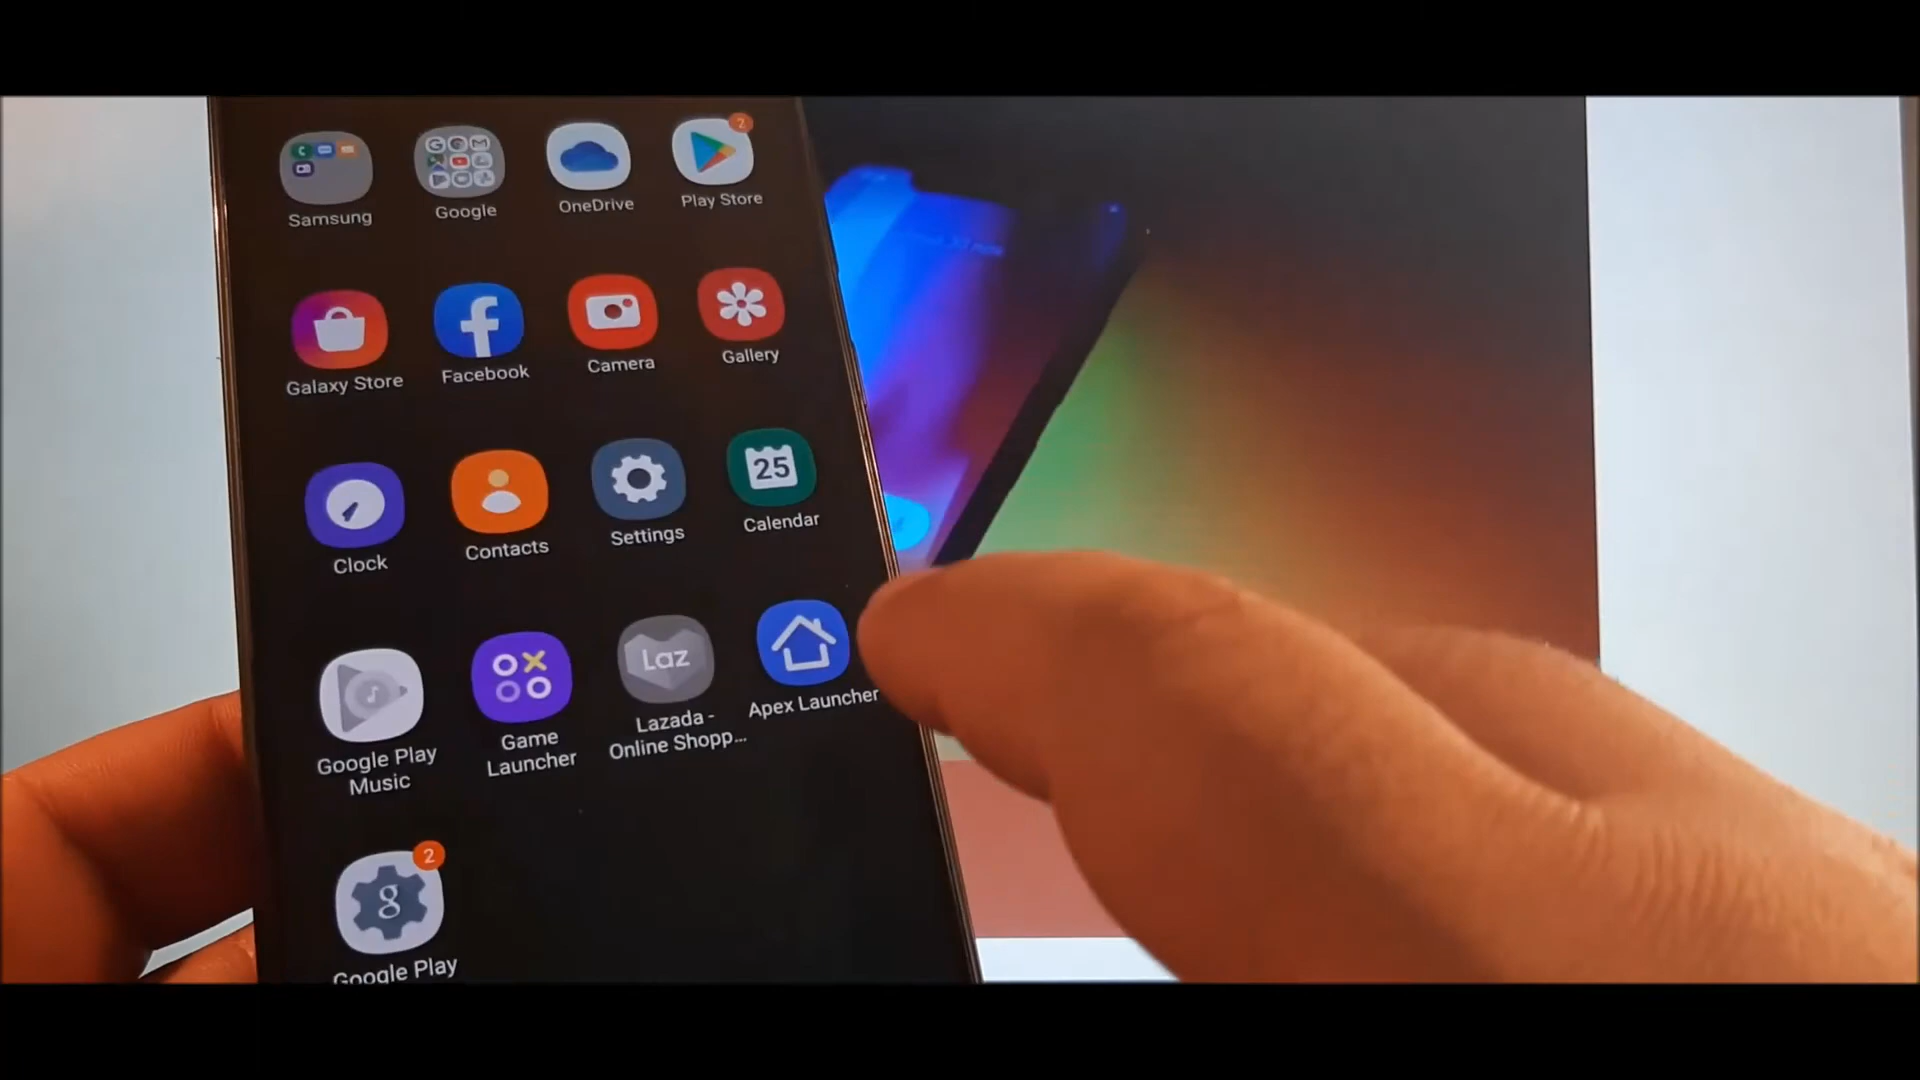 2
Samsung
Google
OneDrive
Play Store
Galaxy Store
Facebook
Camera
Gallery
25
Clock
Contacts
Settings
Calendar
Laz
Google Play
Music
Game
Launcher
Lazada -
Online Shopp...
Apex Launcher
2
g
Google Play